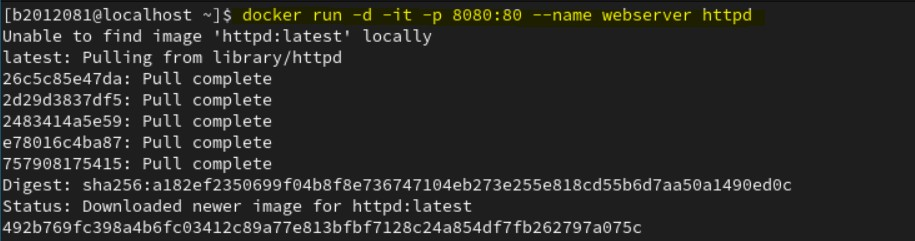 [b2012081@localhost ~]$ docker run -d -it -p 8080:80 --name webserver httpd
Unable to find image 'httpd:latest' locally
latest: Pulling from library/httpd
26c5c85e47da: Pull complete
2d29d3837df5: Pull complete
2483414a5e59: Pull complete
e78016c4ba87: Pull complete
757908175415: Pull complete
Digest: sha256:a182ef2350699f04b8f8e736747104eb273e255e818cd55b6d7aa50a1490ed0c
Status: Downloaded newer image for httpd:latest
492b769fc398a4b6fc03412c89a77e813bfbf7128c24a854df7fb262797a075c